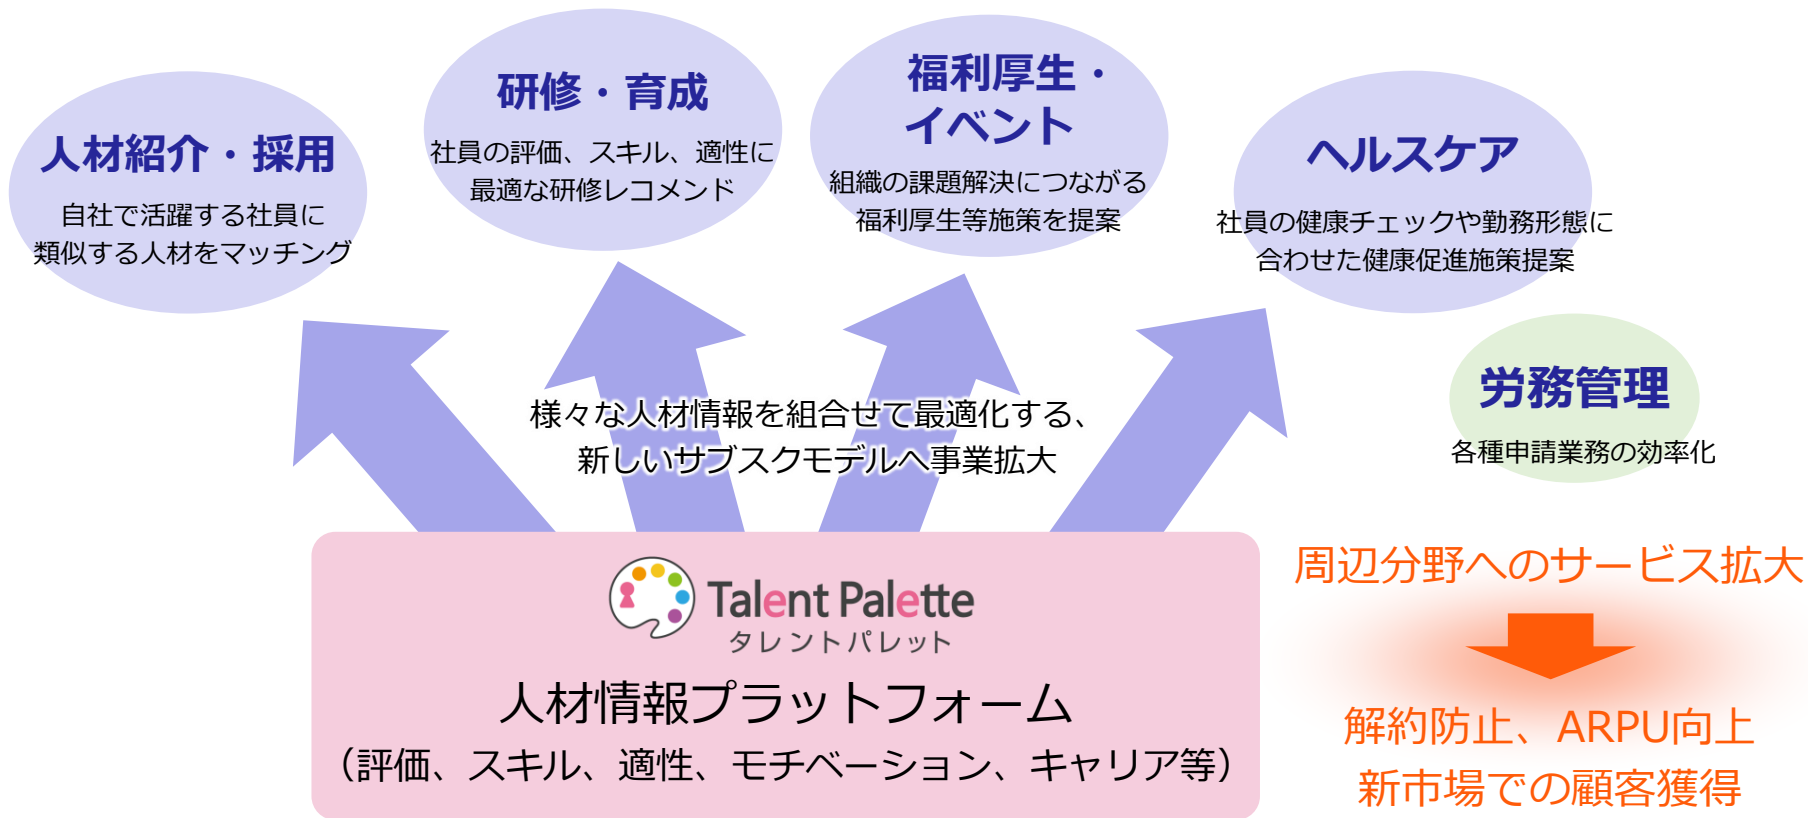 人材紹介・採用
自社で活躍する社員に
類似する人材をマッチング
研修・育成
社員の評価、スキル、適性に
最適な研修レコメンド
福利厚生・
イベント
組織の課題解決につながる
福利厚生等施策を提案
ヘルスケア
社員の健康チェックや勤務形態に
合わせた健康促進施策提案
労務管理
各種申請業務の効率化
様々な人材情報を組合せて最適化する、
新しいサブスクモデルへ事業拡大
Talent Palette
タレントパレット
人材情報プラットフォーム
（評価、スキル、適性、モチベーション、キャリア等）
周辺分野へのサービス拡大
解約防止、ARPU向上
新市場での顧客獲得